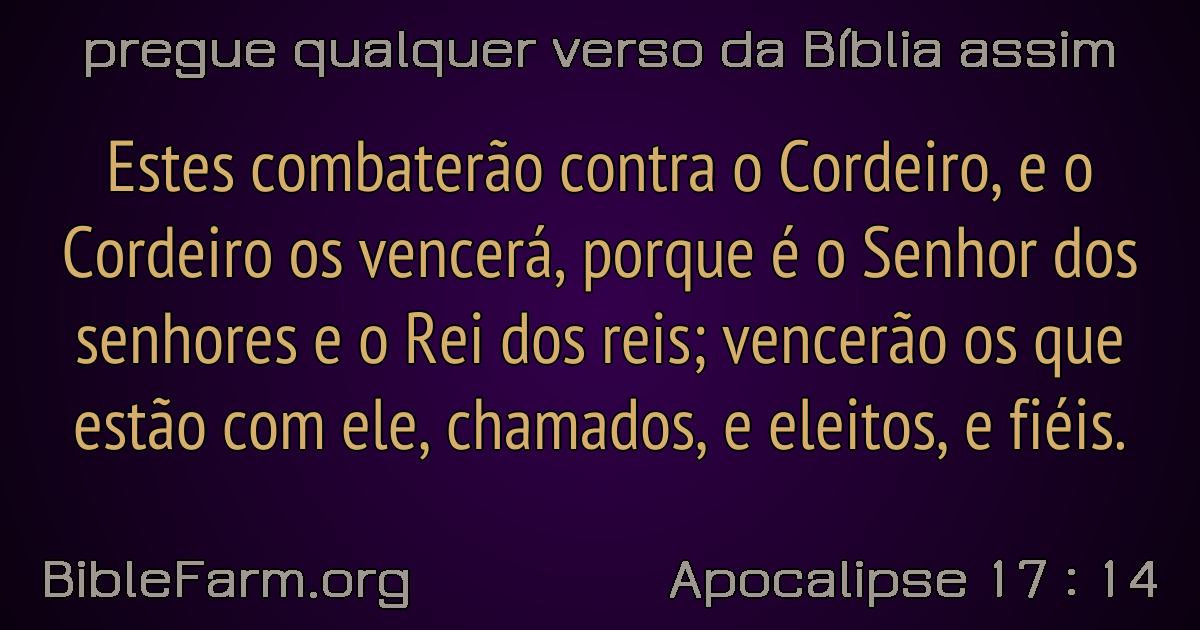 pregue qualquer verso da Bíblia assim
Estes combaterão contra o Cordeiro, e o
Cordeiro os vencerá, porque é o Senhor dos
senhores e o Rei dos reis; vencerão os que
estão com ele, chamados, e eleitos, e fiéis.
BibleFarm.org
Apocalipse 17 : 14